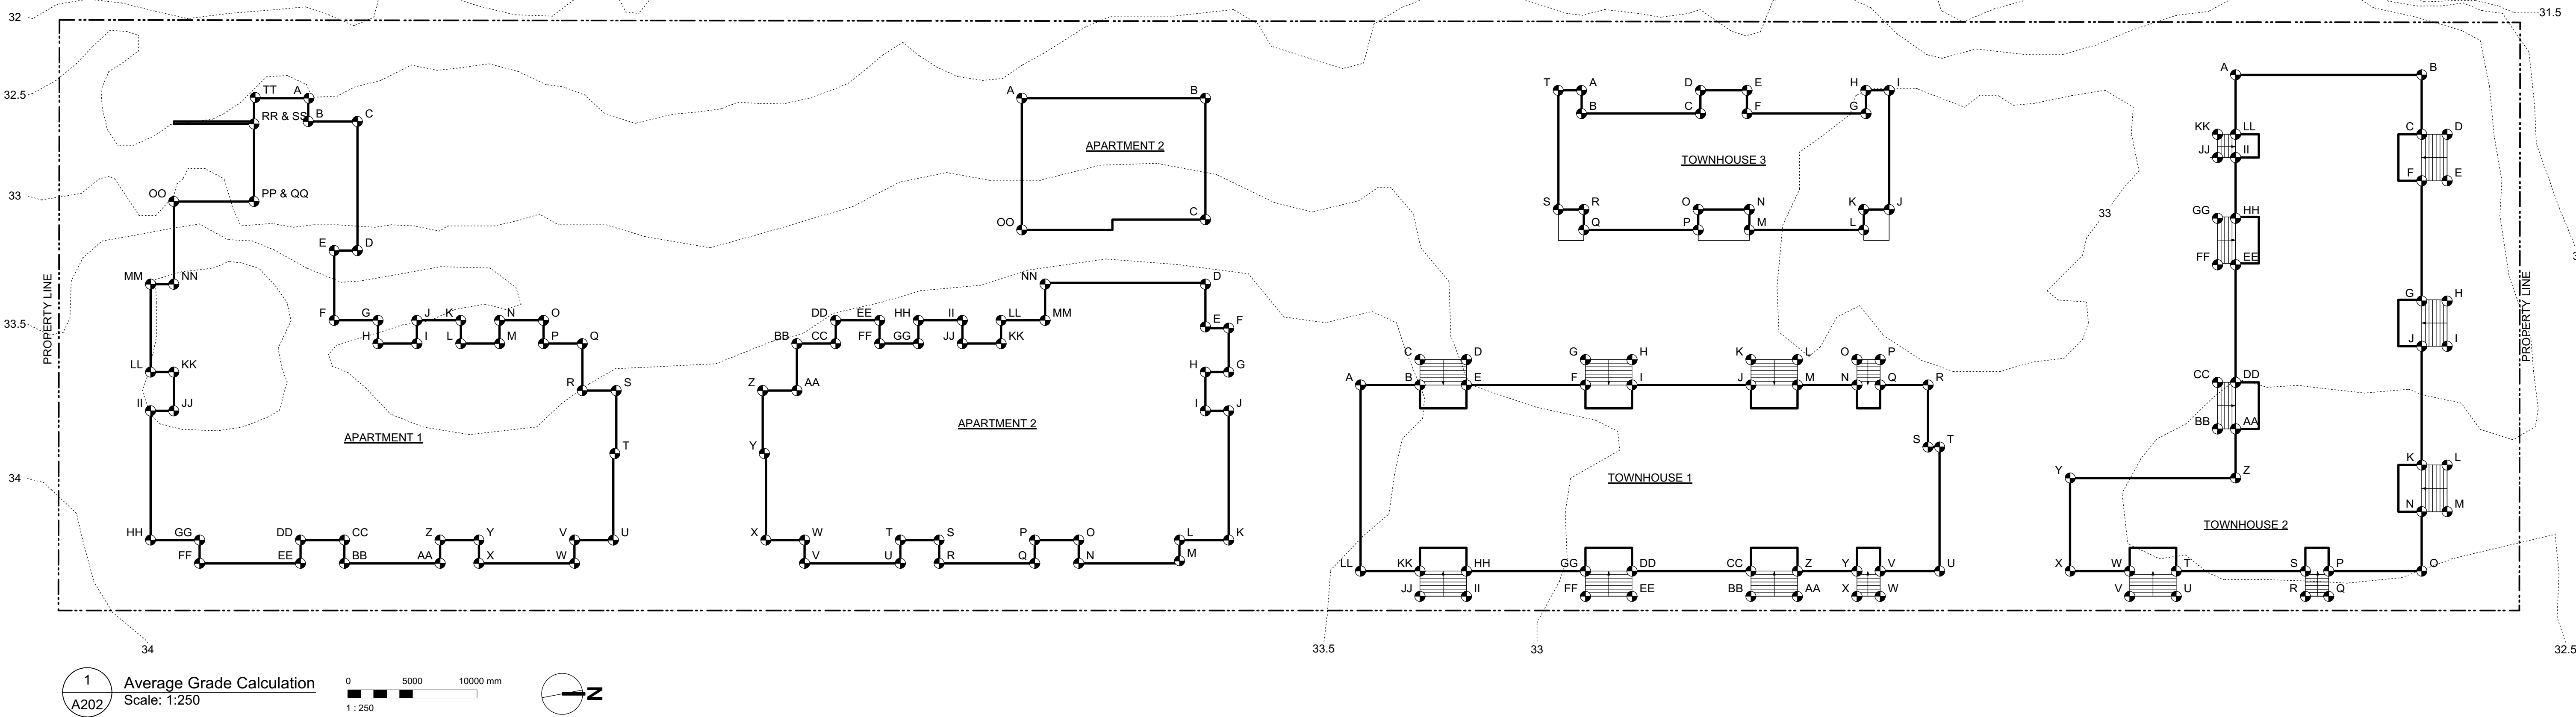 32
31.5
32.5
33
33.5
34
PROPERTY LINE
TT A
RR & SS B C
OO PP & QQ
E D
MM NN
F G J K N O
H I L M P Q
LL KK
R S
II JJ
APARTMENT 1
T
HH GG DD CC Z Y V U
FF EE BB AA X W
A B
APARTMENT 2
OO C
NN D
DD EE HH II LL MM E F
BB CC FF GG JJ KK
H G
Z AA
I J
APARTMENT 2
Y
X W T S P O L K
V U R Q N M
T A D E H I
B C F G
TOWNHOUSE 3
S R O N K J
Q P M L
C D G H K L O P
A B E F I J M N Q R
S T
TOWNHOUSE 1
LL KK HH GG DD CC Z Y V U
JJ II FF EE BB AA X W
33
A B
KK LL C D
JJ II F E
GG HH
FF EE
G H
J I
CC DD
BB AA
Y Z K L
N M
TOWNHOUSE 2
X W T S P O
V U R Q
PROPERTY LINE
34
33.5
33
32.5
1
A202
Average Grade Calculation
Scale: 1:250
0 5000 10000 mm
1 : 250
N